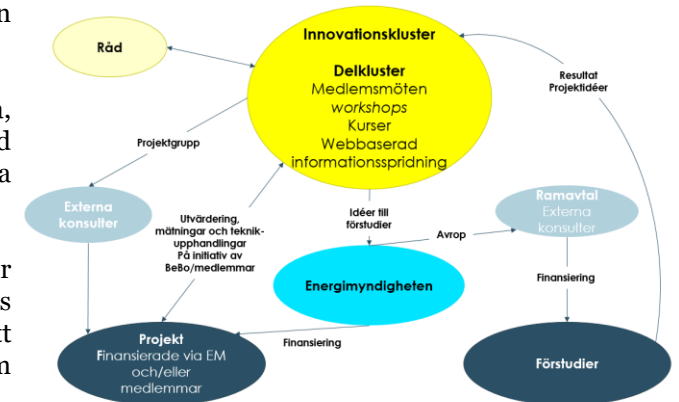 n
,
d
a
r
s
tt
n
Råd
Innovationskluster
Delkluster
Medlemsmöten
workshops
Kurser
Webbaserad
informationsspridning
Resultat
Projektidéer
Projektgrupp
Externa
konsulter
Utvärdering,
mätningar och teknik-
upphandlingar
På initiativ av
BeBo/medlemmar
Idéer till
förstudier
Avrop
Ramavtal
Externa
konsulter
Energimyndigheten
Finansiering
Finansiering
Projekt
Finansierade via EM
och/eller
medlemmar
Förstudier